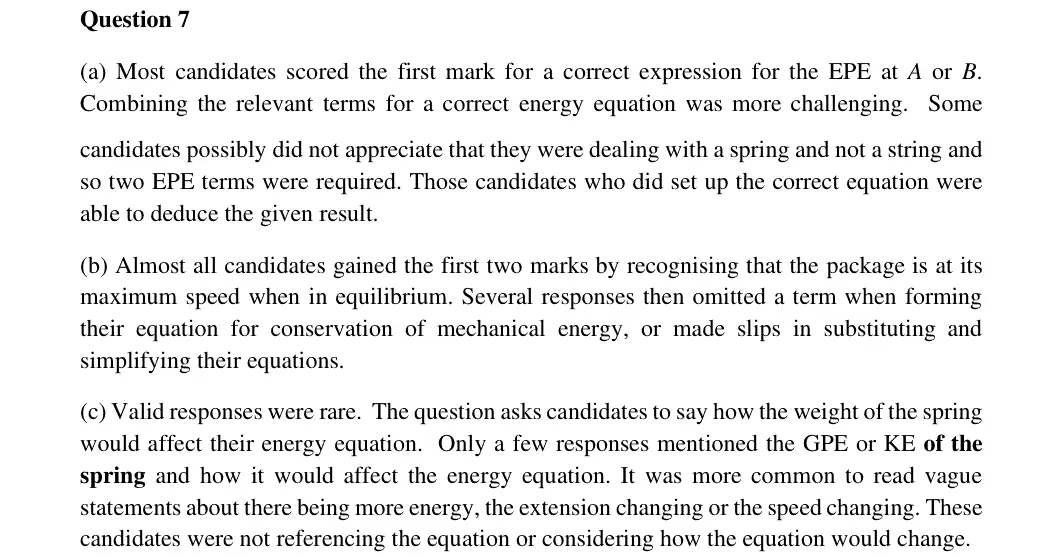 Question 7
(a) Most candidates scored the first mark for a correct expression for the EPE at A or B.
Combining the relevant terms for a correct energy equation was more challenging.  Some
candidates possibly did not appreciate that they were dealing with a spring and not a string and
so two EPE terms were required. Those candidates who did set up the correct equation were
able to deduce the given result.
(b) Almost all candidates gained the first two marks by recognising that the package is at its
maximum speed when in equilibrium. Several responses then omitted a term when forming
their equation for conservation of mechanical energy, or made slips in substituting and
simplifying their equations.
(c) Valid responses were rare.  The question asks candidates to say how the weight of the spring
would affect their energy equation.  Only a few responses mentioned the GPE or KE of the
spring and how it would affect the energy equation. It was more common to read vague
statements about there being more energy, the extension changing or the speed changing. These
candidates were not referencing the equation or considering how the equation would change.